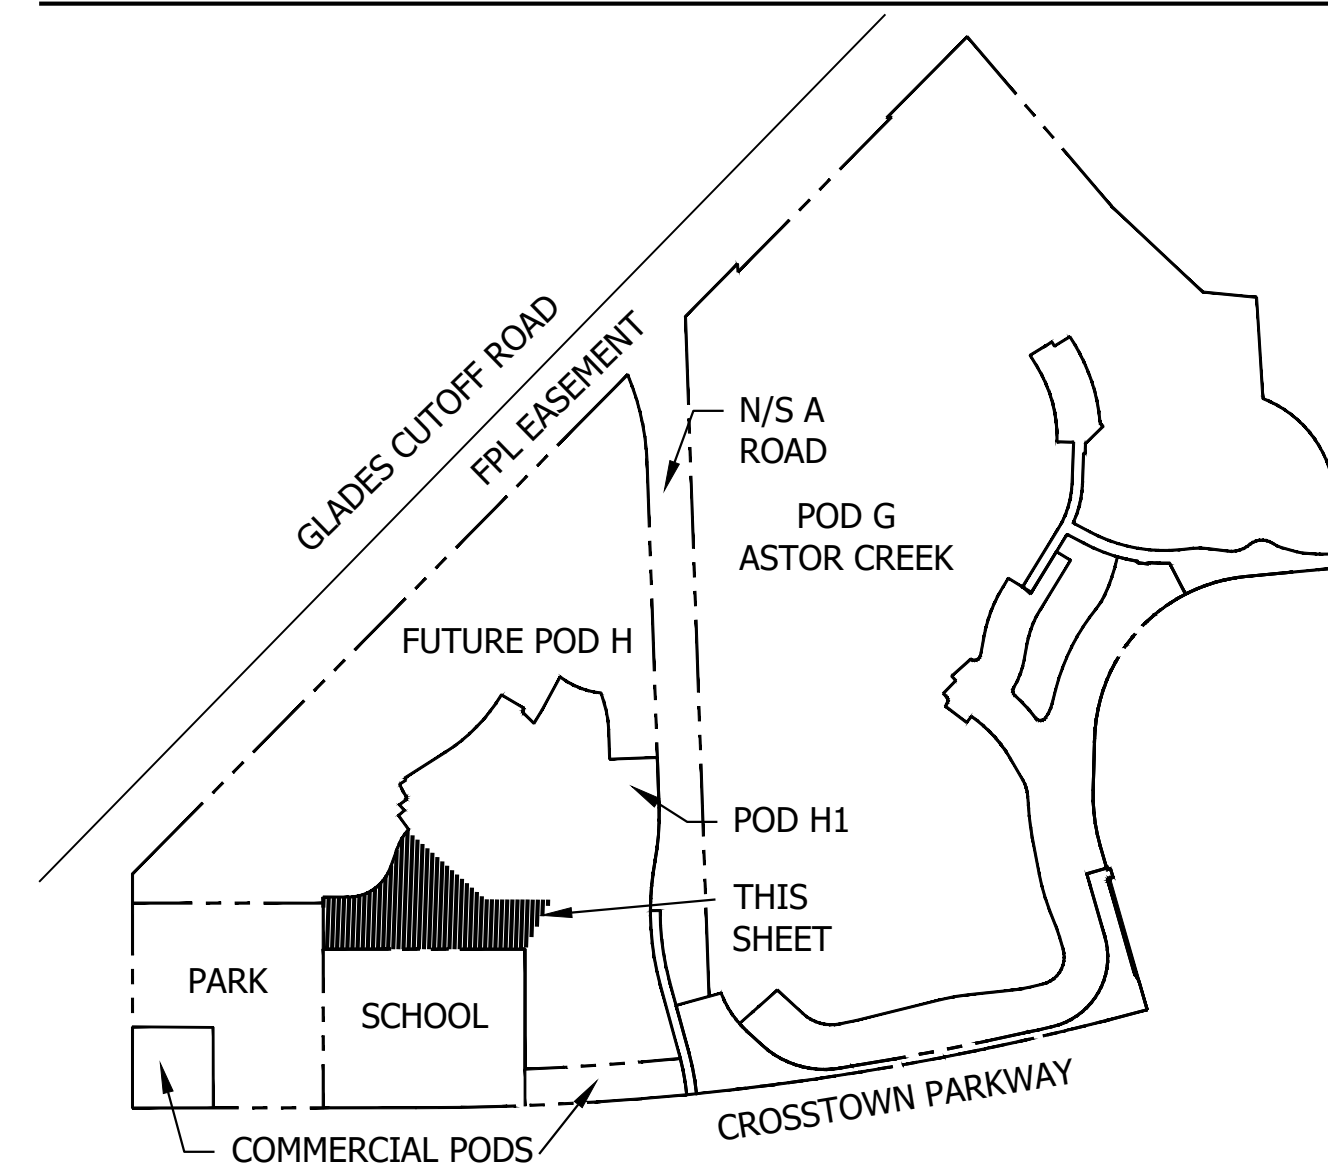 GLADES CUTOFF ROAD
FPL EASEMENT
N/S A
ROAD
POD G
ASTOR CREEK
FUTURE POD H
POD H1
THIS
SHEET
PARK
SCHOOL
CROSSTOWN PARKWAY
COMMERCIAL PODS